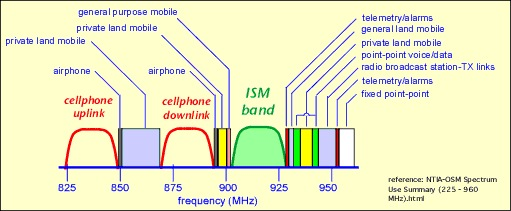 general purpose mobile
private land mobile
private land mobile
airphone
airphone
cellphone
uplink
cellphone
downlink
ISM
band
telemetry/alarms
general land mobile
private land mobile
point-point voice/data
radio broadcast station-TX links
telemetry/alarms
fixed point-point
825
850
875
900
925
950
frequency (MHz)
reference: NTIA-OSM Spectrum
Use Summary (225 - 960
MHz).html